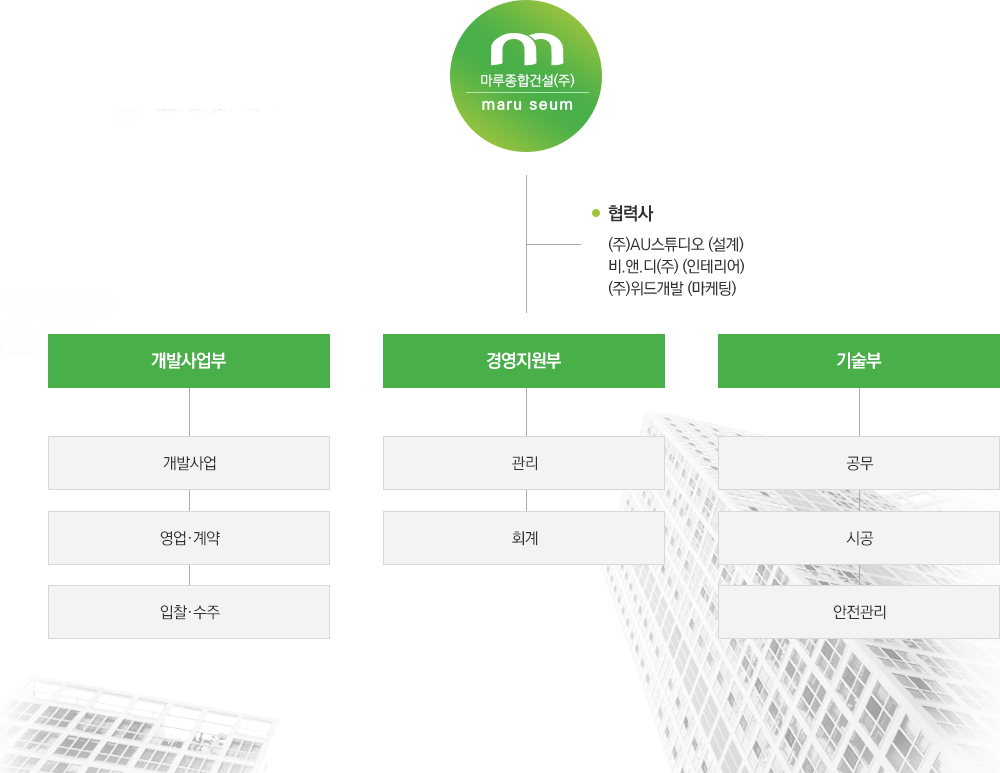 마루종합건설(주)
maru seum
협력사
(주)AU스튜디오 (설계)
비.앤.디(주) (인테리어)
(주)위드개발 (마케팅)
개발사업부
경영지원부
기술부
개발사업
관리
공무
영업·계약
회계
시공
입찰·수주
안전관리